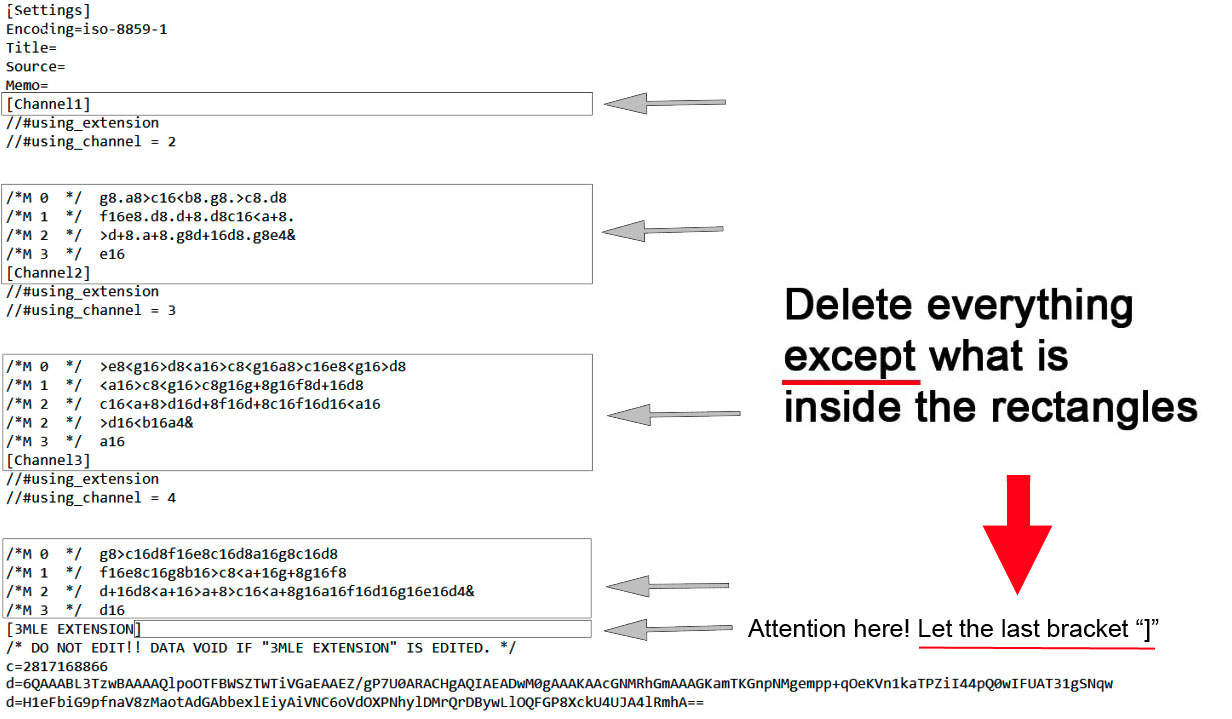 [Settings]
Encoding=iso-8859-1
Title=
Source=
Memo=
[Channel1]
//#using_extension
//#using_channel = 2
/*M 0  */  g8.a8>c16<b8.g8.>c8.d8
/*M 1  */  f16e8.d8.d+8.d8c16<a+8.
/*M 2  */  >d+8.a+8.g8d+16d8.g8e4&
/*M 3  */  e16
[Channel2]
//#using_extension
//#using_channel = 3
/*M 0  */  >e8<g16>d8<a16>c8<g16a8>c16e8<g16>d8
/*M 1  */  <a16>c8<g16>c8g16g+8g16f8d+16d8
/*M 2  */  c16<a+8>d16d+8f16d+8c16f16d16<a16
/*M 2  */  >d16<b16a4&
/*M 3  */  a16
[Channel3]
//#using_extension
//#using_channel = 4
/*M 0  */  g8>c16d8f16e8c16d8a16g8c16d8
/*M 1  */  f16e8c16g8b16>c8<a+16g+8g16f8
/*M 2  */  d+16d8<a+16>a+8>c16<a+8g16a16f16d16g16e16d4&
/*M 3  */  d16
[3MLE EXTENSION]
/* DO NOT EDIT!! DATA VOID IF "3MLE EXTENSION" IS EDITED. */
c=2817168866
d=6QAAABL3TzwBAAAAQlpoOTFBWSZTWTiVGaEAAEZ/gP7U0ARACHgAQIAEADwM0gAAAKAAcGNMRhGmAAAGKamTKGnpNMgempp+qOeKVn1kaTPZiI44pQ0wIFUAT31gSNqw
d=H1eFbiG9pfnaV8zMaotAdGAbbexlEiyAiVNC6oVdOXPNhylDMrQrDBywLlOQFGP8XckU4UJA4lRmhA==
Delete everything
except what is
inside the rectangles
Attention here! Let the last bracket “]”